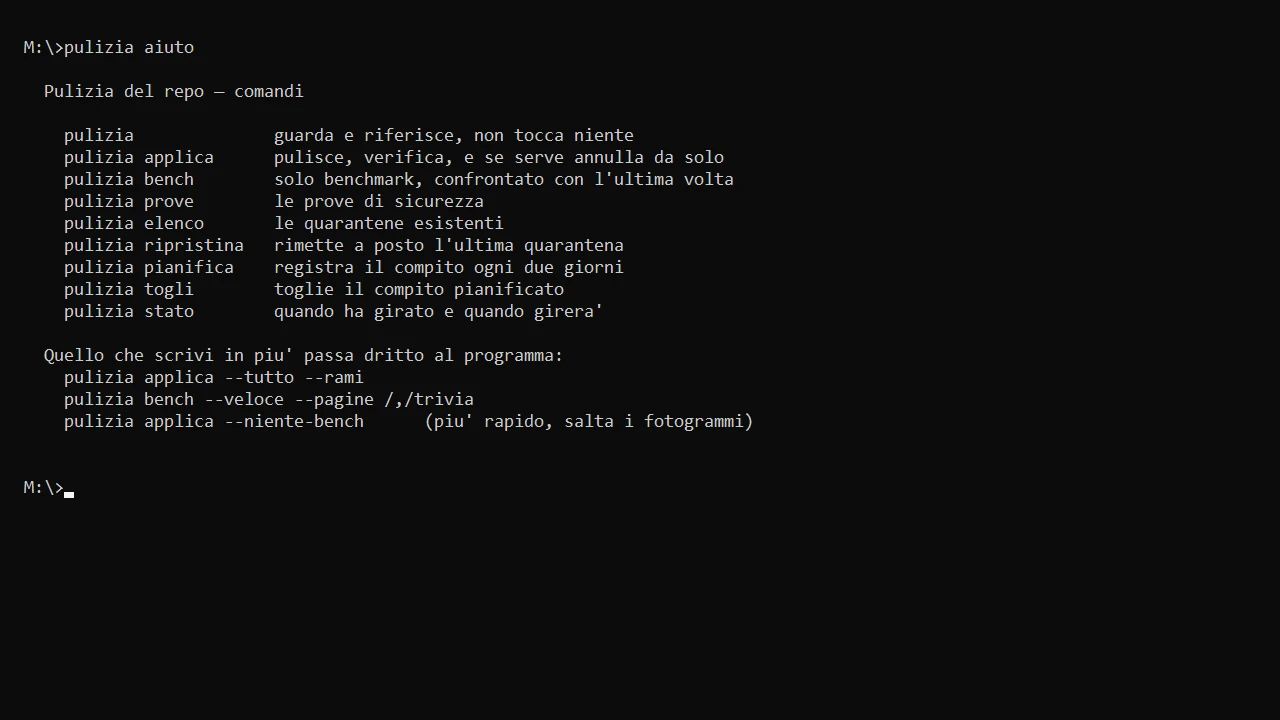 M:\>pulizia aiuto
Pulizia del repo — comandi
pulizia guarda e riferisce, non tocca niente
pulizia applica pulisce, verifica, e se serve annulla da solo
pulizia bench solo benchmark, confrontato con l'ultima volta
pulizia prove le prove di sicurezza
pulizia elenco le quarantene esistenti
pulizia ripristina rimette a posto l'ultima quarantena
pulizia pianifica registra il compito ogni due giorni
pulizia togli toglie il compito pianificato
pulizia stato quando ha girato e quando girera'
Quello che scrivi in piu' passa dritto al programma:
pulizia applica --tutto --rami
pulizia bench --veloce --pagine /,/trivia
pulizia applica --niente-bench (piu' rapido, salta i fotogrammi)
M:\>